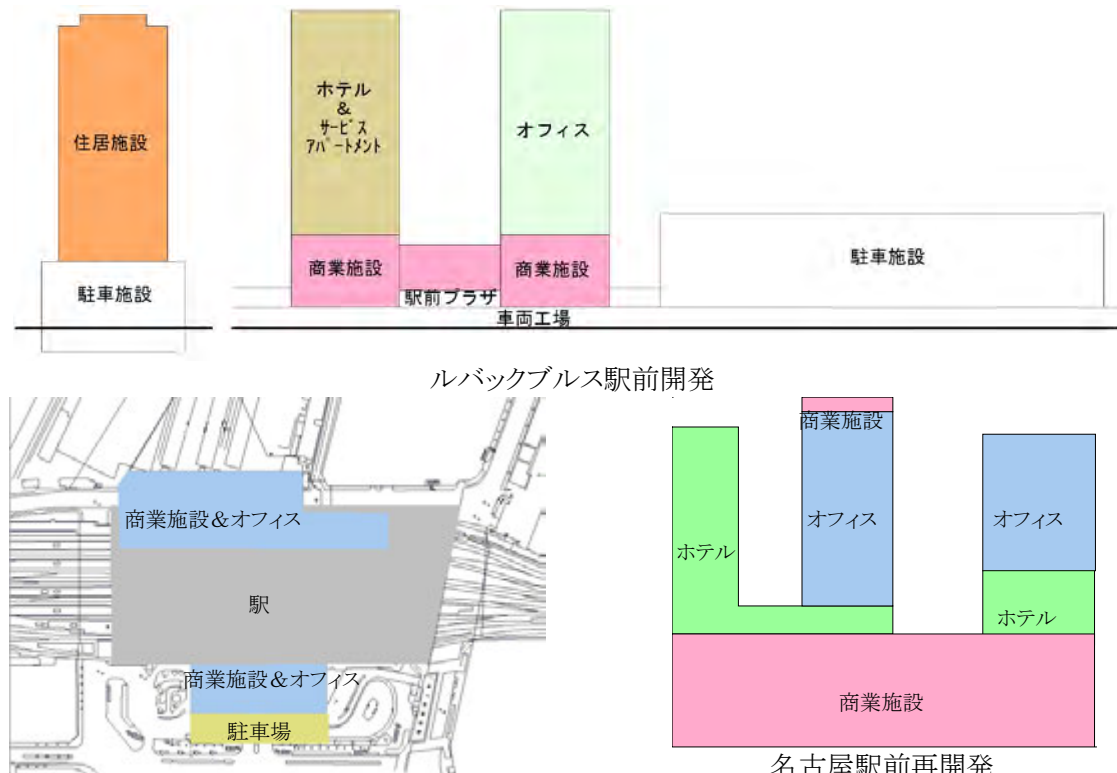 住居施設
駐車施設
ホテル
&
サービス
アパートメント
オフィス
商業施設
商業施設
駅前プラザ
車両工場
駐車施設
ルバックブルス駅前開発
商業施設&オフィス
駅
商業施設&オフィス
駐車場
商業施設
オフィス
オフィス
ホテル
ホテル
商業施設
名古屋駅前再開発